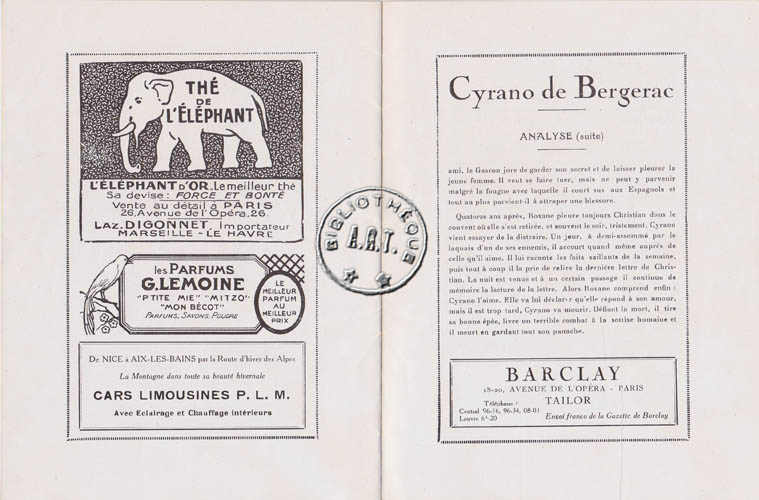 THÉ
DE
L'ÉLÉPHANT
L'ÉLÉPHANT D'OR. Le meilleur thé
Sa devise: FORCE ET BONTÉ
Vente au détail à PARIS
26, Avenue de l'Opéra, 26
LAZ. DIGONNET, Importateur
MARSEILLE - LE HAVRE
les PARFUMS
G. LEMOINE
"P'TITE MIE" "MITZO"
"MON BÉCOT"
PARFUMS, SAVONS, POUDRE
LE
MEILLEUR
PARFUM
AU
MEILLEUR
PRIX
De NICE à AIX-LES-BAINS par la Route d'hiver des Alpes
La Montagne dans toute sa beauté hivernale
CARS LIMOUSINES P. L. M.
Avec Eclairage et Chauffage intérieurs
BIBLIOTHÈQUE
A.R.T.
Cyrano de Bergerac
ANALYSE (suite)
ami, le Gascon jure de garder son secret et de laisser pleurer la
jeune femme. Il veut se faire tuer, mais ne peut y parvenir
malgré la fougue avec laquelle il court sus aux Espagnols et
tout au plus parvient-il à attraper une blessure.
Quatorze ans après, Roxane pleure toujours Christian dans le
couvent où elle s'est retirée, et souvent le soir, tristement, Cyrano
vient essayer de la distraire. Un jour, à demi-assommé par le
laquais d'un de ses ennemis, il accourt quand même auprès de
celle qu'il aime. Il lui raconte les faits saillants de la semaine,
puis tout à coup il la prie de relire la dernière lettre de Chris-
tian. La nuit est venue et à un certain passage il continue de
mémoire la lecture de la lettre. Alors Roxane comprend enfin :
Cyrano l'aime. Elle va lui déclarer qu'elle répond à son amour,
mais il est trop tard, Cyrano va mourir. Défiant la mort, il tire
sa bonne épée, livre un terrible combat à la sottise humaine et
il meurt en gardant tout son panache.
BARCLAY
18-20, AVENUE DE L'OPÉRA - PARIS
TAILOR
Téléphone :
Central 96-16, 96-34, 08-01
Louvre 61 20
Envoi franco de la Gazette de Barclay